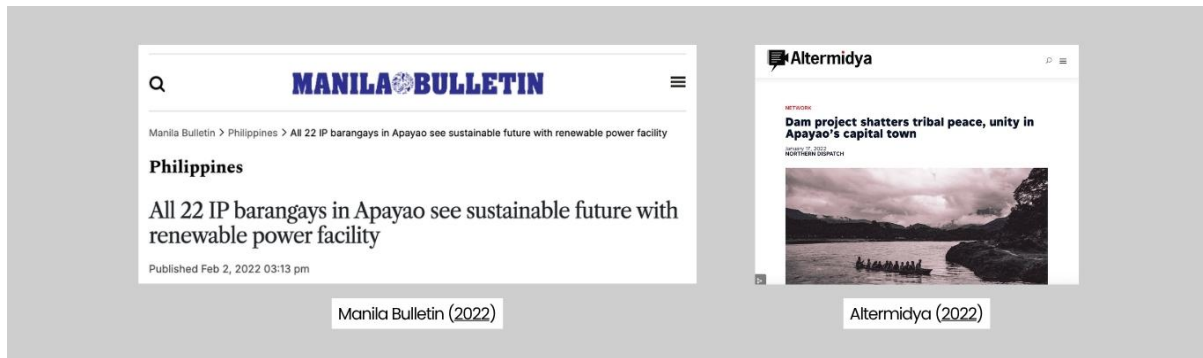 MANILA BULLETIN
Manila Bulletin > Philippines > All 22 IP barangays in Apayao see sustainable future with renewable power facility
Philippines
All 22 IP barangays in Apayao see sustainable future with
renewable power facility
Published Feb 2, 2022 03:13 pm
Manila Bulletin (2022)
Altermidya
NETWORK
Dam project shatters tribal peace, unity in
Apayao's capital town
January 17, 2022
NORTHERN DISPATCH
Altermidya (2022)